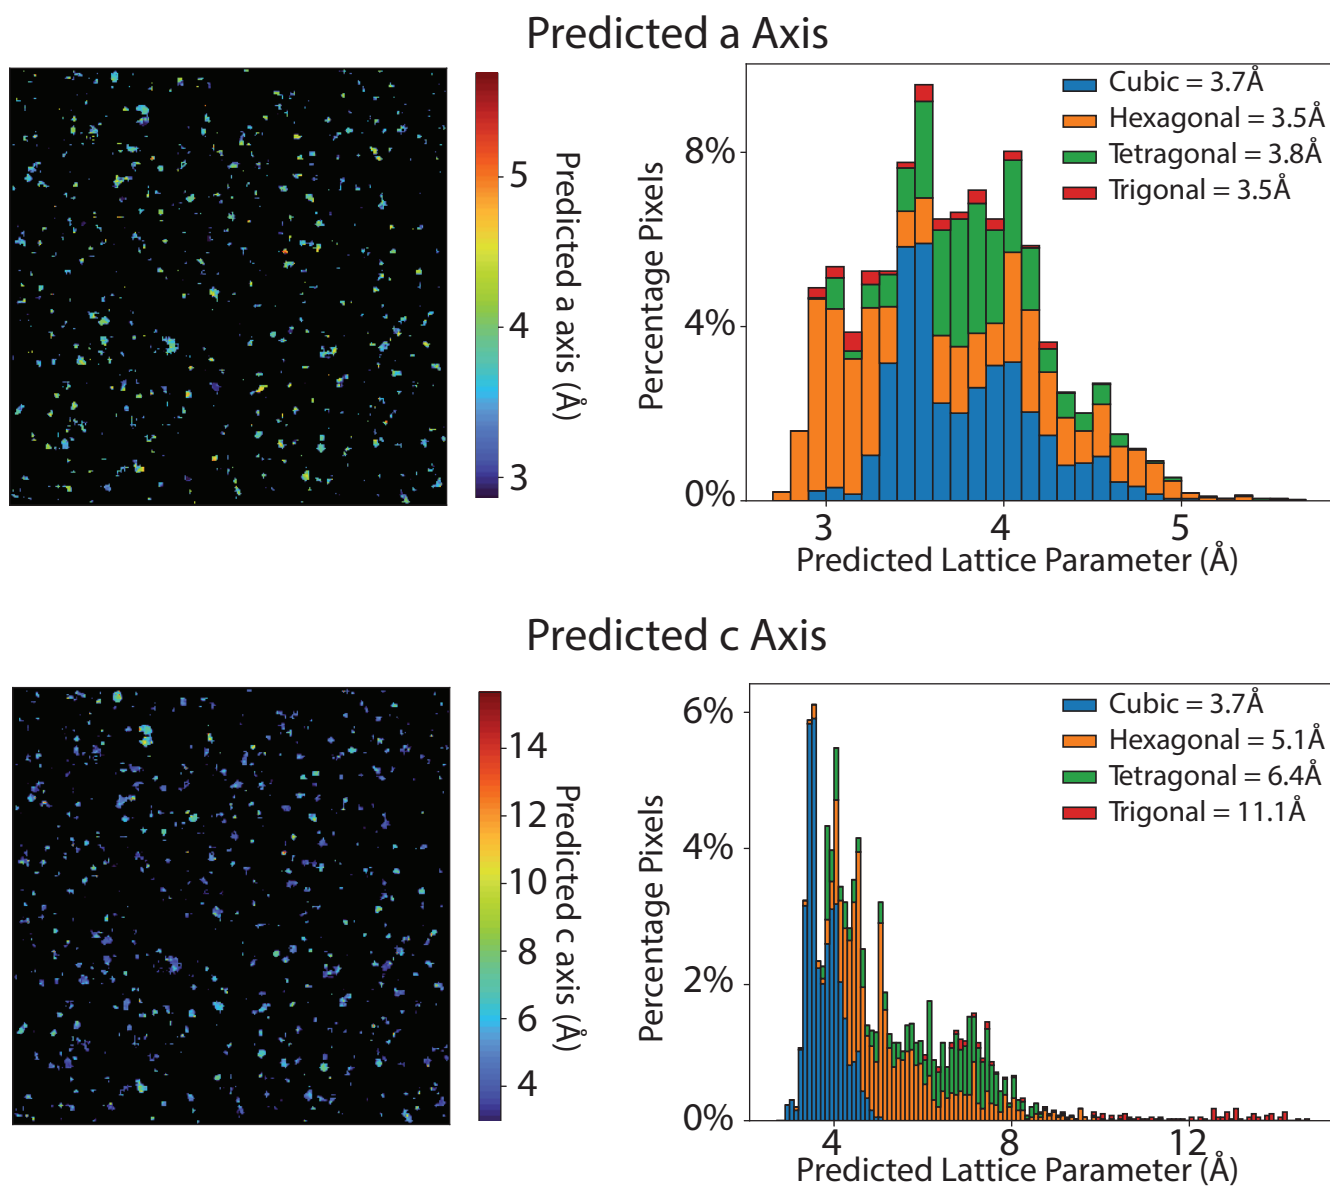 Predicted a Axis
5
4
3
Predicted a axis (Å)
Percentage Pixels
8%
4%
0%
Cubic = 3.7Å
Hexagonal = 3.5Å
Tetragonal = 3.8Å
Trigonal = 3.5Å
3 4 5
Predicted Lattice Parameter (Å)
Predicted c Axis
14
12
10
8
6
4
Predicted c axis (Å)
Percentage Pixels
6%
4%
2%
0%
Cubic = 3.7Å
Hexagonal = 5.1Å
Tetragonal = 6.4Å
Trigonal = 11.1Å
4 8 12
Predicted Lattice Parameter (Å)